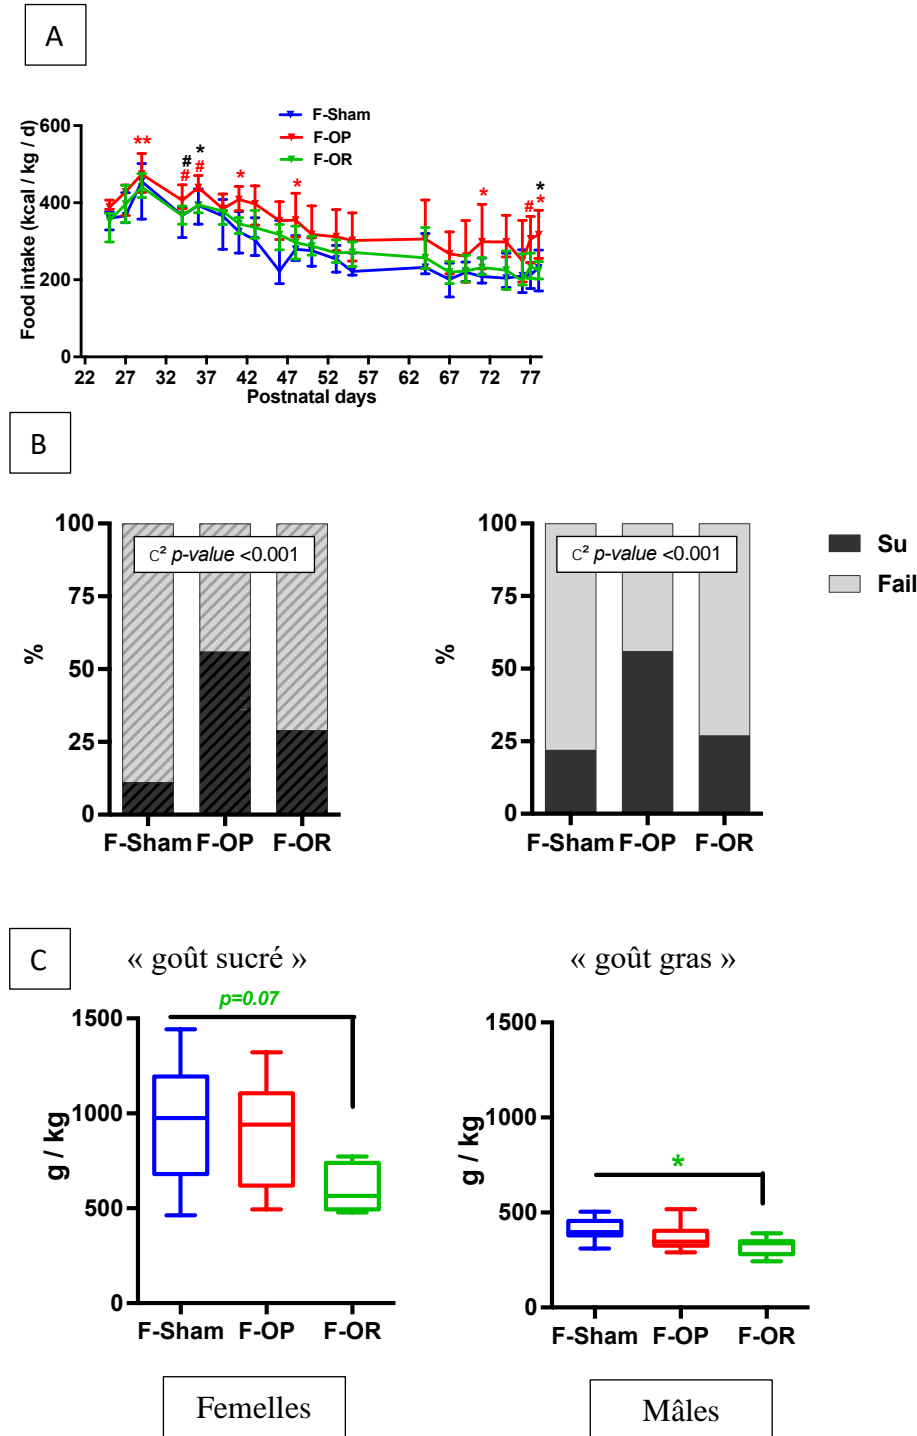 A
F-Sham
F-OP
F-OR
Food intake (kcal / kg / d)
600
400
200
0
** # # * # * * * # * *
22 27 32 37 42 47 52 57 62 67 72 77
Postnatal days
B
100
75
50
25
0
%
C² p-value <0.001
F-Sham F-OP F-OR
100
75
50
25
0
%
C² p-value <0.001
F-Sham F-OP F-OR
Su
Fail
C
« goût sucré »
p=0.07
1500
1000
500
0
g / kg
F-Sham F-OP F-OR
Femelles
« goût gras »
*
1500
1000
500
0
g / kg
F-Sham F-OP F-OR
Mâles